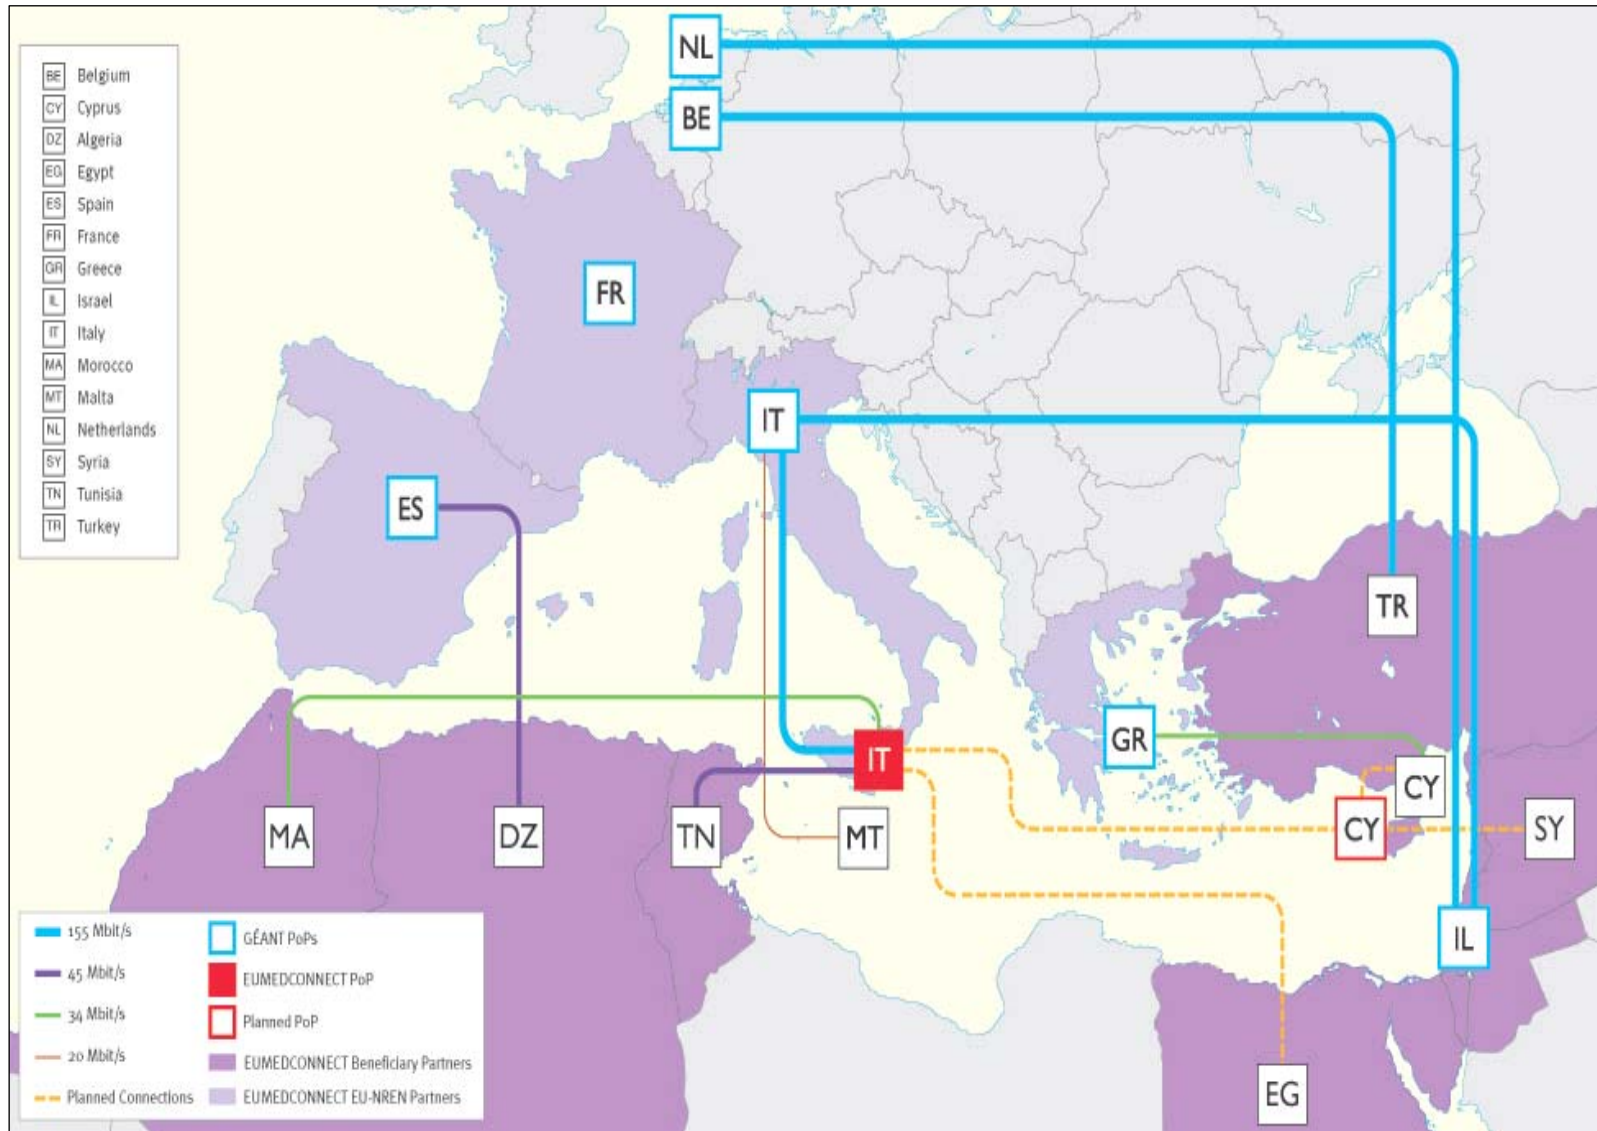 BE Belgium
CY Cyprus
DZ Algeria
EG Egypt
ES Spain
FR France
GR Greece
IL Israel
IT Italy
MA Morocco
MT Malta
NL Netherlands
SY Syria
TN Tunisia
TR Turkey
NL
BE
FR
IT
ES
TR
GR
IT
CY
MA
DZ
TN
MT
CY
SY
IL
EG
155 Mbit/s
45 Mbit/s
34 Mbit/s
20 Mbit/s
Planned Connections
GÉANT PoPs
EUMEDCONNECT PoP
Planned PoP
EUMEDCONNECT Beneficiary Partners
EUMEDCONNECT EU-NREN Partners